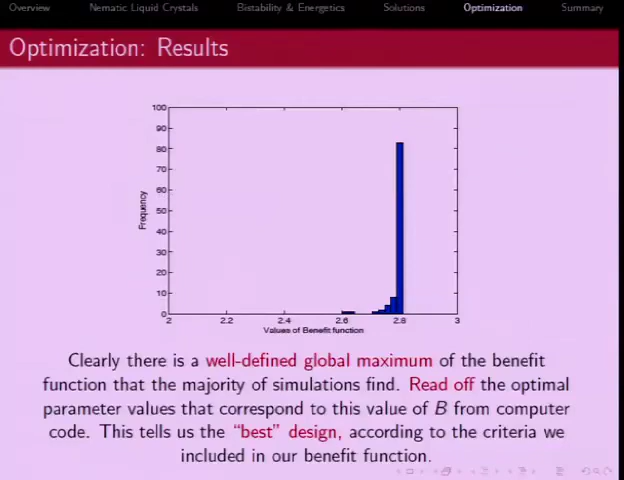 Overview Nematic Liquid Crystals Bistability & Energetics Solutions Optimization Summary
Optimization: Results
100
90
80
70
60
50
40
30
20
10
0
Frequency
2 2.2 2.4 2.6 2.8 3
Values of Benefit function
Clearly there is a well-defined global maximum of the benefit
function that the majority of simulations find. Read off the optimal
parameter values that correspond to this value of B from computer
code. This tells us the “best” design, according to the criteria we
included in our benefit function.